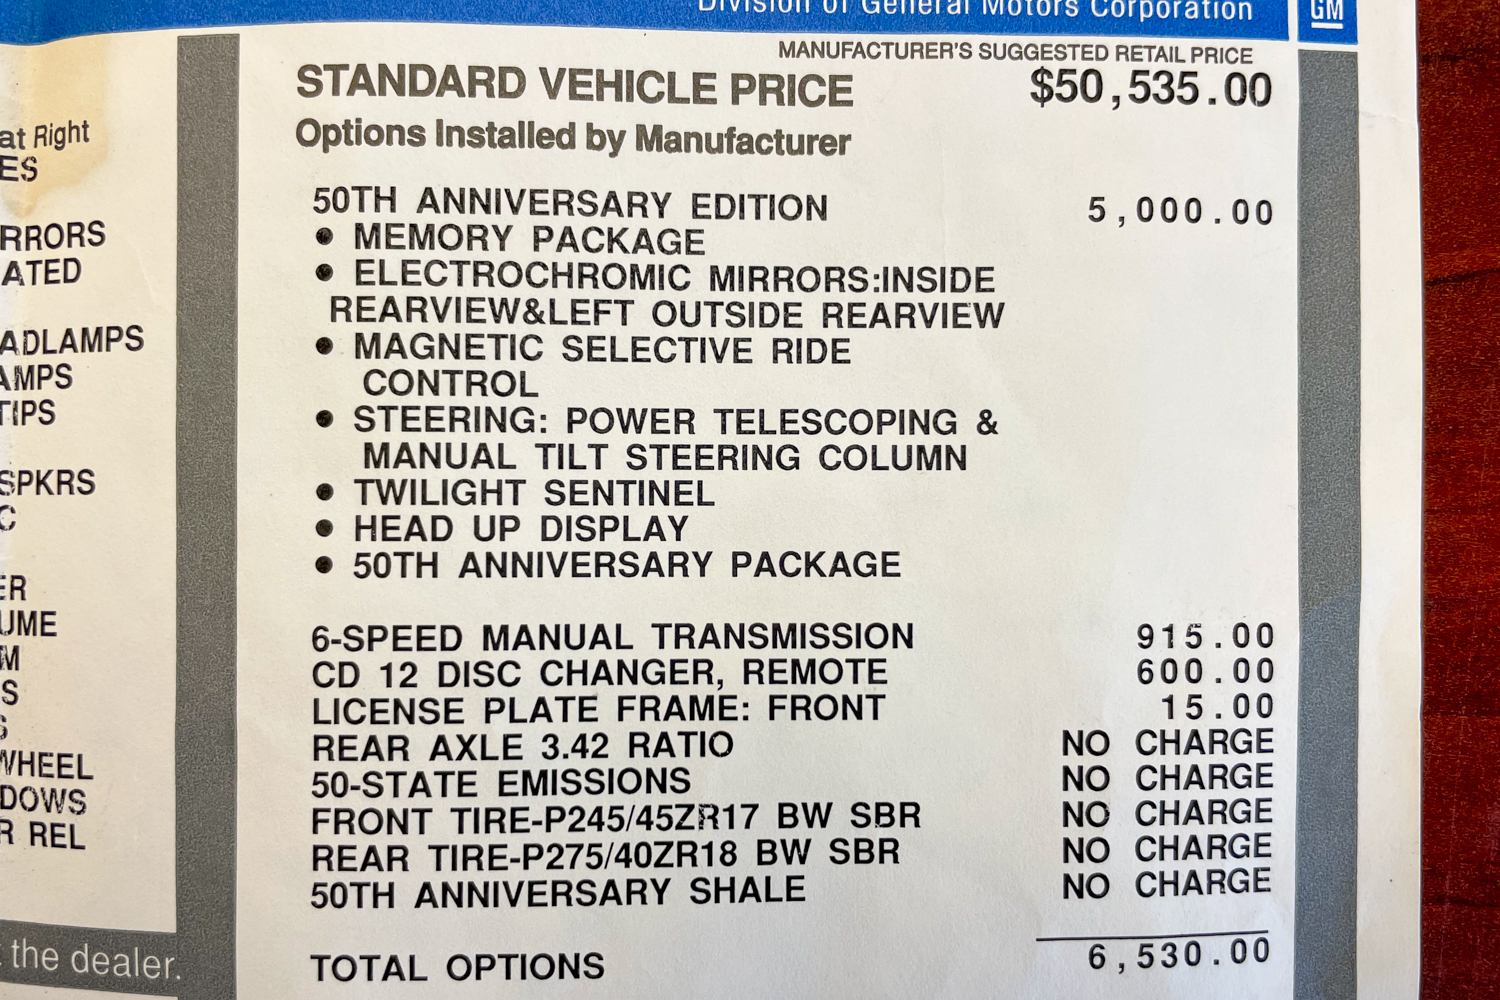 Division of General Motors Corporation
GM
MANUFACTURER'S SUGGESTED RETAIL PRICE
STANDARD VEHICLE PRICE $50,535.00
Options Installed by Manufacturer
50TH ANNIVERSARY EDITION 5,000.00
• MEMORY PACKAGE
• ELECTROCHROMIC MIRRORS:INSIDE
REARVIEW&LEFT OUTSIDE REARVIEW
• MAGNETIC SELECTIVE RIDE
CONTROL
• STEERING: POWER TELESCOPING &
MANUAL TILT STEERING COLUMN
• TWILIGHT SENTINEL
• HEAD UP DISPLAY
• 50TH ANNIVERSARY PACKAGE
6-SPEED MANUAL TRANSMISSION 915.00
CD 12 DISC CHANGER, REMOTE 600.00
LICENSE PLATE FRAME: FRONT 15.00
REAR AXLE 3.42 RATIO NO CHARGE
50-STATE EMISSIONS NO CHARGE
FRONT TIRE-P245/45ZR17 BW SBR NO CHARGE
REAR TIRE-P275/40ZR18 BW SBR NO CHARGE
50TH ANNIVERSARY SHALE NO CHARGE
TOTAL OPTIONS 6,530.00
at Right
ES
RRORS
ATED
ADLAMPS
AMPS
TIPS
SPKRS
C
ER
UME
M
S
S
WHEEL
DOWS
R REL
the dealer.